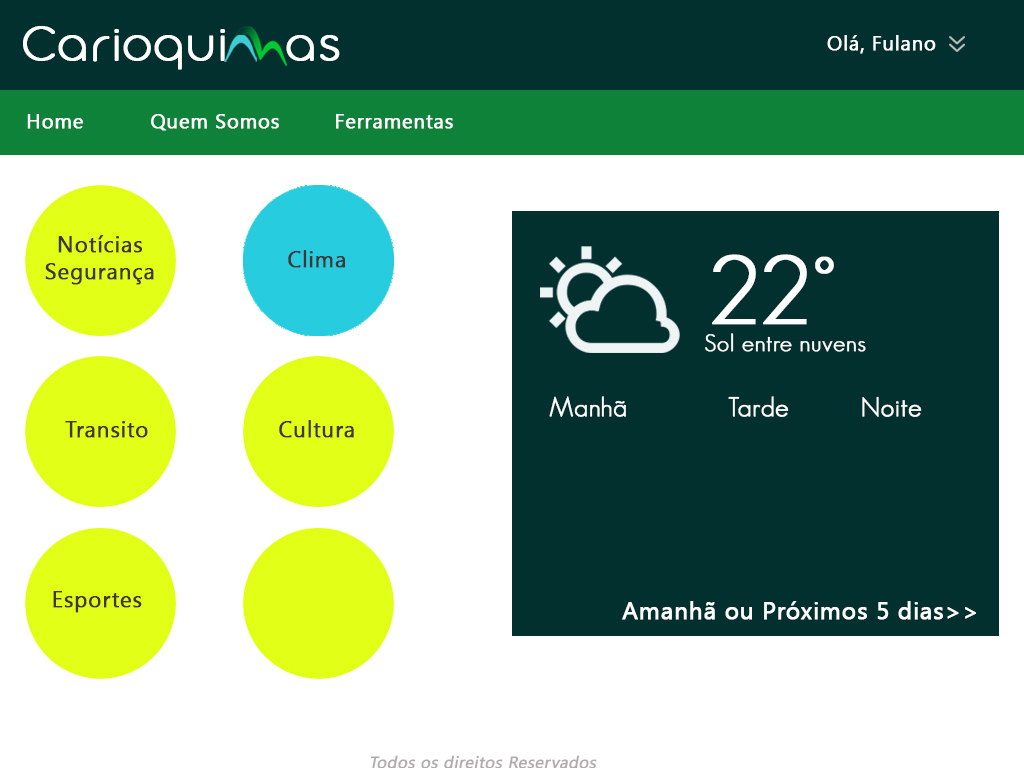 Carioquinhas
Olá, Fulano
Home
Quem Somos
Ferramentas
Notícias
Segurança
Clima
22°
Sol entre nuvens
Manhã
Tarde
Noite
Transito
Cultura
Esportes
Amanhã ou Próximos 5 dias>>
Todos os direitos Reservados